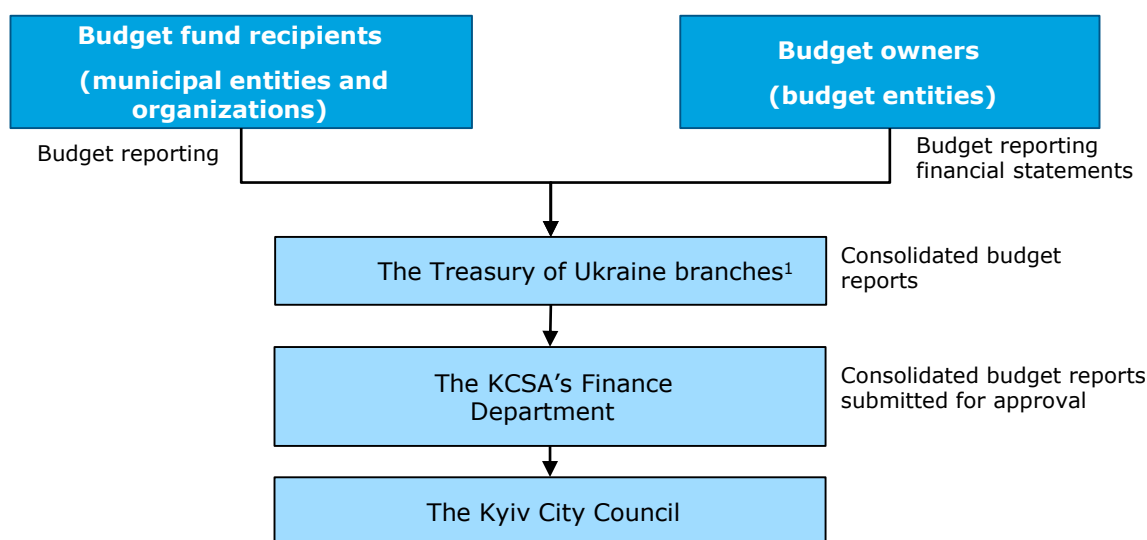 Budget fund recipients
(municipal entities and
organizations)
Budget owners
(budget entities)
Budget reporting
Budget reporting
financial statements
The Treasury of Ukraine branches¹
Consolidated budget
reports
The KCSA’s Finance
Department
Consolidated budget reports
submitted for approval
The Kyiv City Council